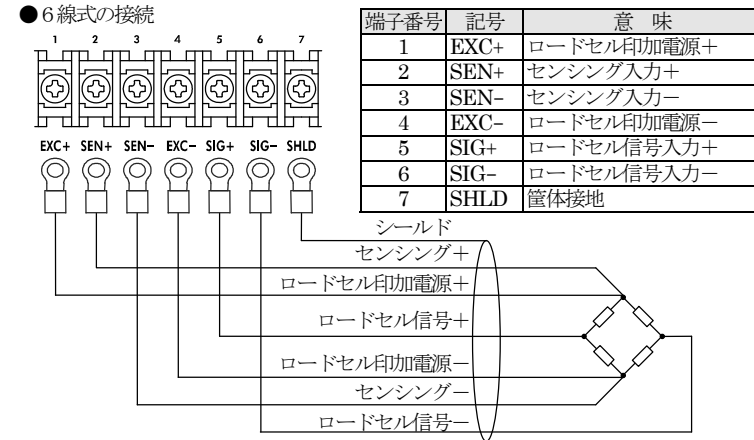 ●6線式の接続
1 2 3 4 5 6 7
EXC+ SEN+ SEN− EXC− SIG+ SIG− SHLD
端子番号 記号 意 味
1 EXC+ ロードセル印加電源＋
2 SEN+ センシング入力＋
3 SEN− センシング入力－
4 EXC− ロードセル印加電源－
5 SIG+ ロードセル信号入力＋
6 SIG− ロードセル信号入力－
7 SHLD 筐体接地
シールド
センシング＋
ロードセル印加電源＋
ロードセル信号＋
ロードセル印加電源－
センシング－
ロードセル信号－